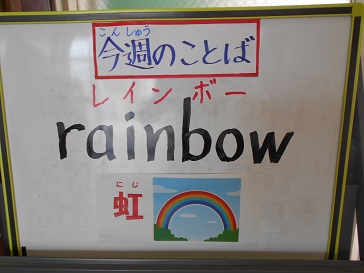 こんしゅう
今週のことば
レインボー
rainbow
にじ
虹